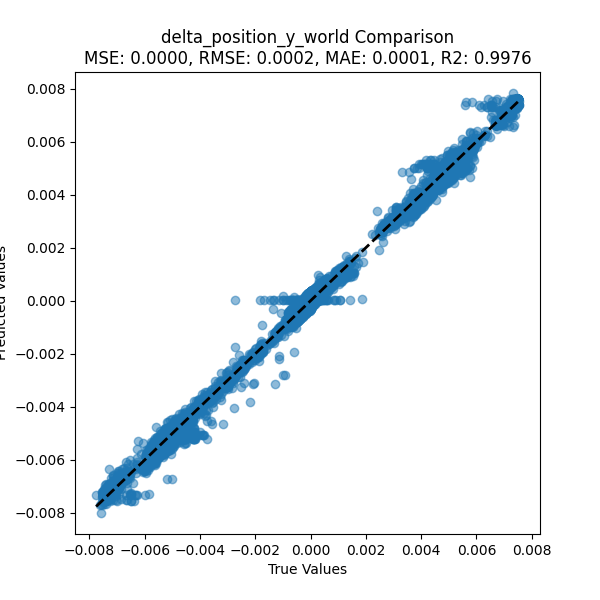 delta_position_y_world Comparison
MSE: 0.0000, RMSE: 0.0002, MAE: 0.0001, R2: 0.9976
0.008
0.006
0.004
0.002
0.000
−0.002
−0.004
−0.006
−0.008
Predicted Values
−0.008 −0.006 −0.004 −0.002 0.000 0.002 0.004 0.006 0.008
True Values